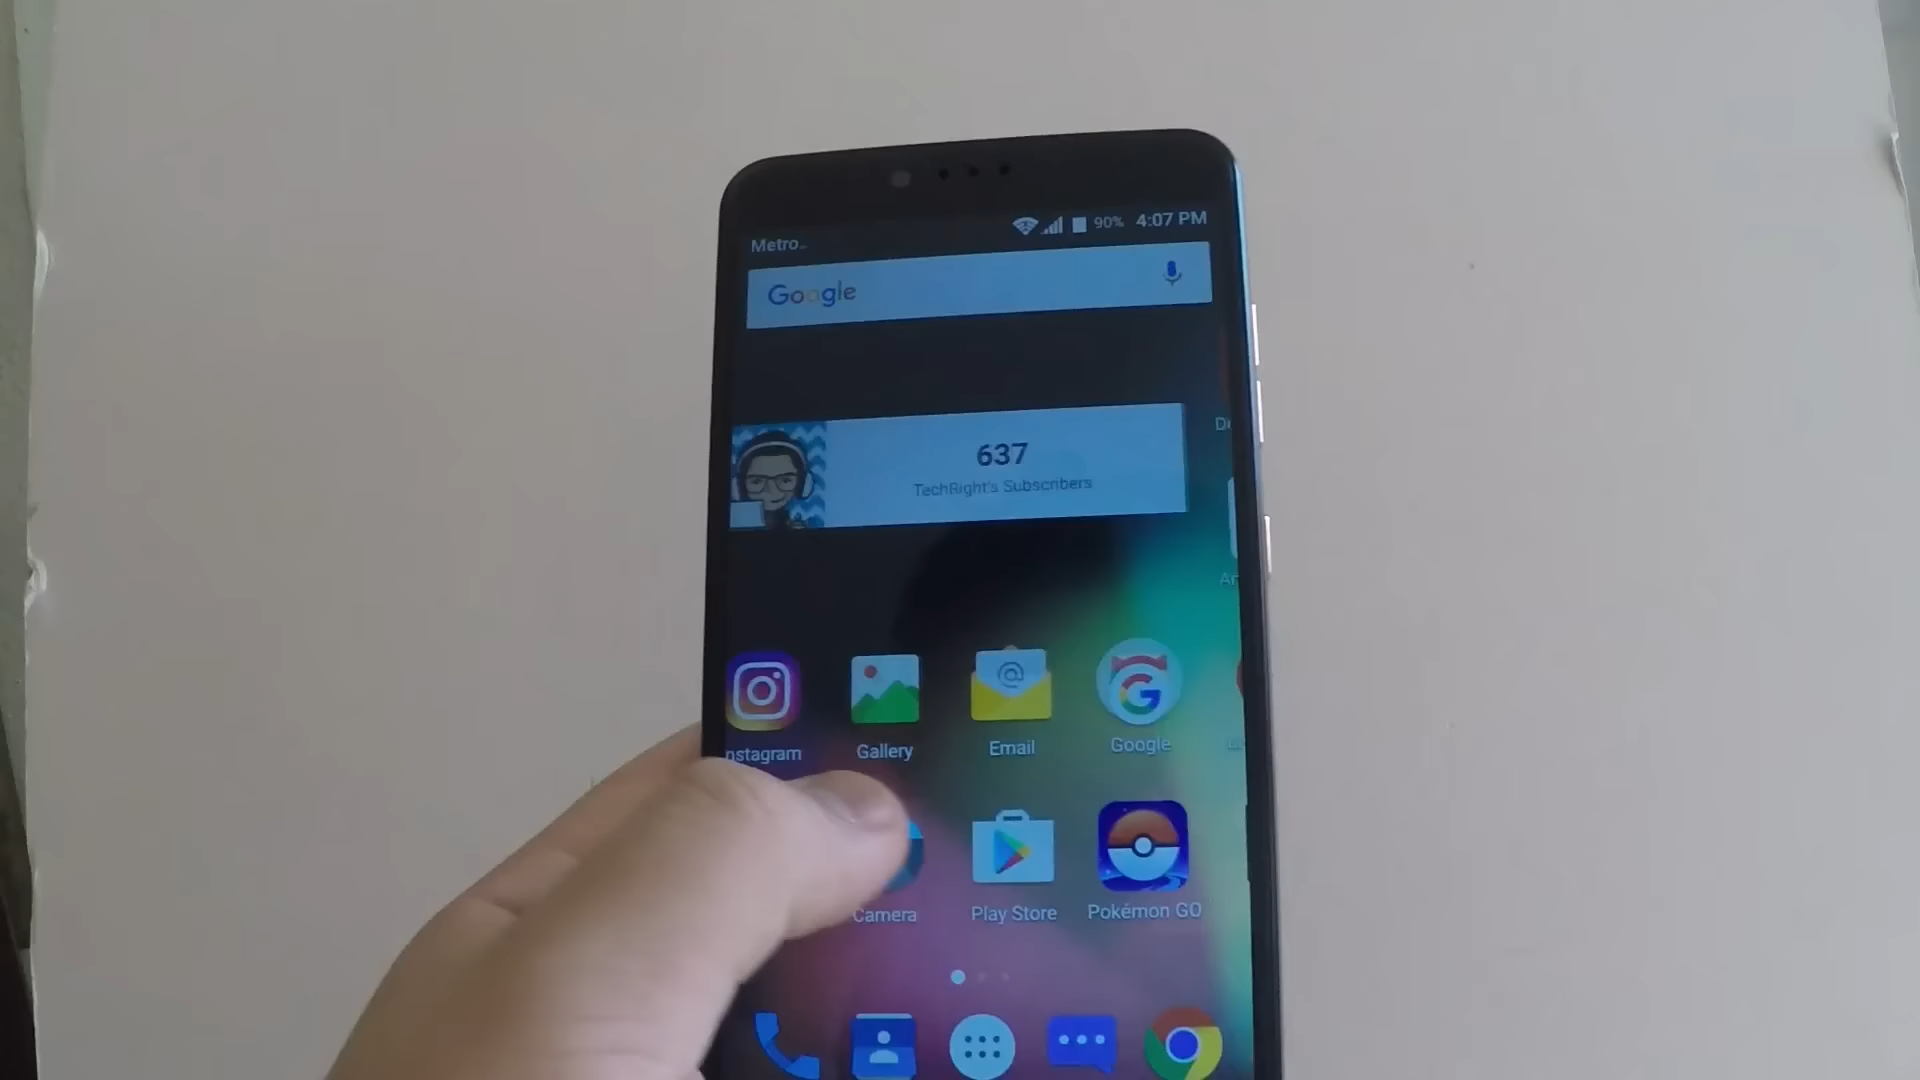 90% 4:07 PM
Metro..
Google
637
TechRight's Subscribers
nstagram Gallery Email Google
Camera Play Store Pokémon GO